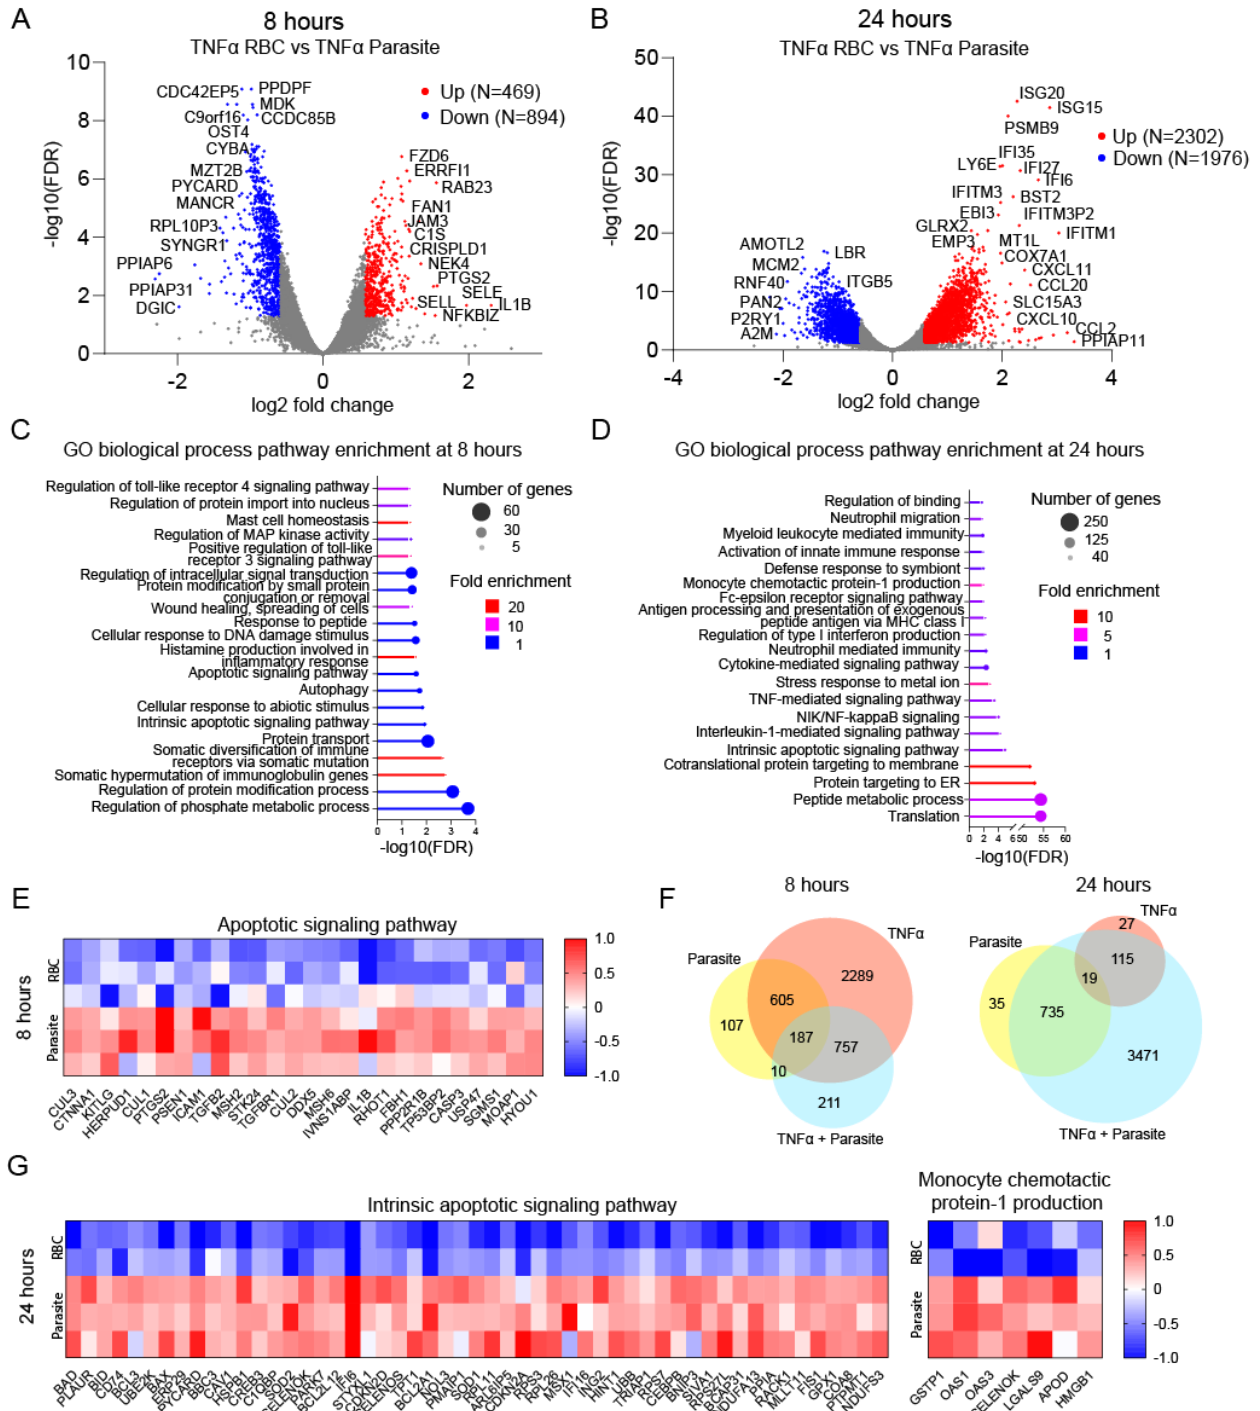 A
8 hours
TNFα RBC vs TNFα Parasite
10
8
6
4
2
0
-log10(FDR)
-2
0
2
log2 fold change
Up (N=469)
Down (N=894)
CDC42EP5
PPDPF
MDK
C9orf16
CCDC85B
OST4
CYBA
MZT2B
PYCARD
MANCR
RPL10P3
SYNGR1
PPIAP6
PPIAP31
DGIC
FZD6
ERRFI1
RAB23
FAN1
JAM3
C1S
CRISPLD1
NEK4
PTGS2
SELE
SELL
IL1B
NFKBIZ
B
24 hours
TNFα RBC vs TNFα Parasite
50
40
30
20
10
0
-log10(FDR)
-4
-2
0
2
4
log2 fold change
Up (N=2302)
Down (N=1976)
ISG20
ISG15
PSMB9
IFI35
LY6E
IFI27
IFI6
IFITM3
BST2
EBI3
IFITM3P2
GLRX2
IFITM1
EMP3
MT1L
COX7A1
CXCL11
CCL20
SLC15A3
CXCL10
CCL2
PPIAP11
AMOTL2
LBR
MCM2
RNF40
ITGB5
PAN2
P2RY1
A2M
C
GO biological process pathway enrichment at 8 hours
Regulation of toll-like receptor 4 signaling pathway
Regulation of protein import into nucleus
Mast cell homeostasis
Regulation of MAP kinase activity
Positive regulation of toll-like
receptor 3 signaling pathway
Regulation of intracellular signal transduction
Protein modification by small protein
conjugation or removal
Wound healing, spreading of cells
Response to peptide
Cellular response to DNA damage stimulus
Histamine production involved in
inflammatory response
Apoptotic signaling pathway
Autophagy
Cellular response to abiotic stimulus
Intrinsic apoptotic signaling pathway
Protein transport
Somatic diversification of immune
receptors via somatic mutation
Somatic hypermutation of immunoglobulin genes
Regulation of protein modification process
Regulation of phosphate metabolic process
0 1 2 3 4
-log10(FDR)
Number of genes
60
30
5
Fold enrichment
20
10
1
D
GO biological process pathway enrichment at 24 hours
Regulation of binding
Neutrophil migration
Myeloid leukocyte mediated immunity
Activation of innate immune response
Defense response to symbiont
Monocyte chemotactic protein-1 production
Fc-epsilon receptor signaling pathway
Antigen processing and presentation of exogenous
peptide antigen via MHC class I
Regulation of type I interferon production
Neutrophil mediated immunity
Cytokine-mediated signaling pathway
Stress response to metal ion
TNF-mediated signaling pathway
NIK/NF-kappaB signaling
Interleukin-1-mediated signaling pathway
Intrinsic apoptotic signaling pathway
Cotranslational protein targeting to membrane
Protein targeting to ER
Peptide metabolic process
Translation
0 2 4 6 50 55 60
-log10(FDR)
Number of genes
250
125
40
Fold enrichment
10
5
1
E
Apoptotic signaling pathway
8 hours
RBC
Parasite
CUL3
CTNNA1
KITLG
HERPUD1
CUL1
PTGS2
PSEN1
ICAM1
TGFB2
MSH2
STK24
TGFBR1
CUL2
DDX5
MSH6
IVNS1ABP
IL1B
RHOT1
FBH1
PPP2R1B
TP53BP2
CASP3
USP47
SGMS1
MOAP1
HYOU1
1.0
0.5
0
-0.5
-1.0
F
8 hours
Parasite
TNFα
TNFα + Parasite
107
605
2289
187
757
10
211
24 hours
TNFα
Parasite
TNFα + Parasite
27
115
19
35
735
3471
G
24 hours
Intrinsic apoptotic signaling pathway
RBC
Parasite
BAD
PLAUR
BID
CD74
BCL3
UBE2K
BAX
ERP29
PYCARD
BBC3
CAV1
HSPB1
CREB3
CTBP
SOD2
SELENOK
PARK7
BCL2L12
IFI6
STYXL1
CCAN2D
SELENOS
TPT1
BCL2A1
NOL3
PMAIP1
SOD1
RPL11
ARL6IP5
CDKN2A
RPS3
RPL26
MSX1
IFI16
ING2
HINT1
UBB
TRIAP1
RPS7
CEBPB
BNIP3
SIVA1
RPS27L
BCAP31
NDUFA13
PPIA
RACK1
MLLT11
FIS1
GPX1
COA8
PTPMT1
NDUFS3
Monocyte chemotactic
protein-1 production
RBC
Parasite
GSTP1
OAS1
OAS3
SELENOK
LGALS9
APOD
HMGB1
1.0
0.5
0
-0.5
-1.0